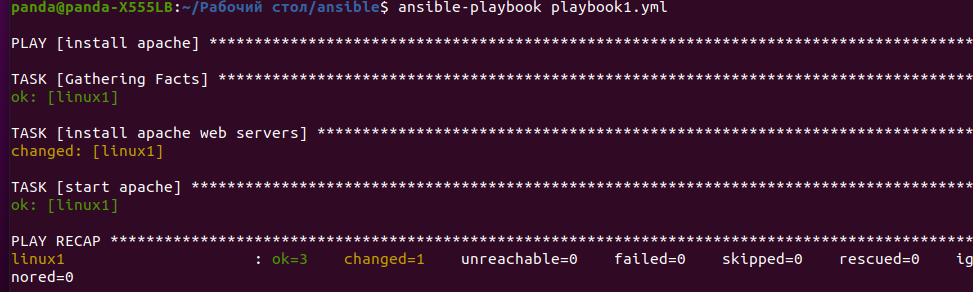 panda@panda-X555LB:~/Рабочий стол/ansible$ ansible-playbook playbook1.yml
PLAY [install apache] *************************************************************************************
TASK [Gathering Facts] ************************************************************************************
ok: [linux1]
TASK [install apache web servers] *************************************************************************
changed: [linux1]
TASK [start apache] ***************************************************************************************
ok: [linux1]
PLAY RECAP ************************************************************************************************
linux1                     : ok=3    changed=1    unreachable=0    failed=0    skipped=0    rescued=0    ig
nored=0